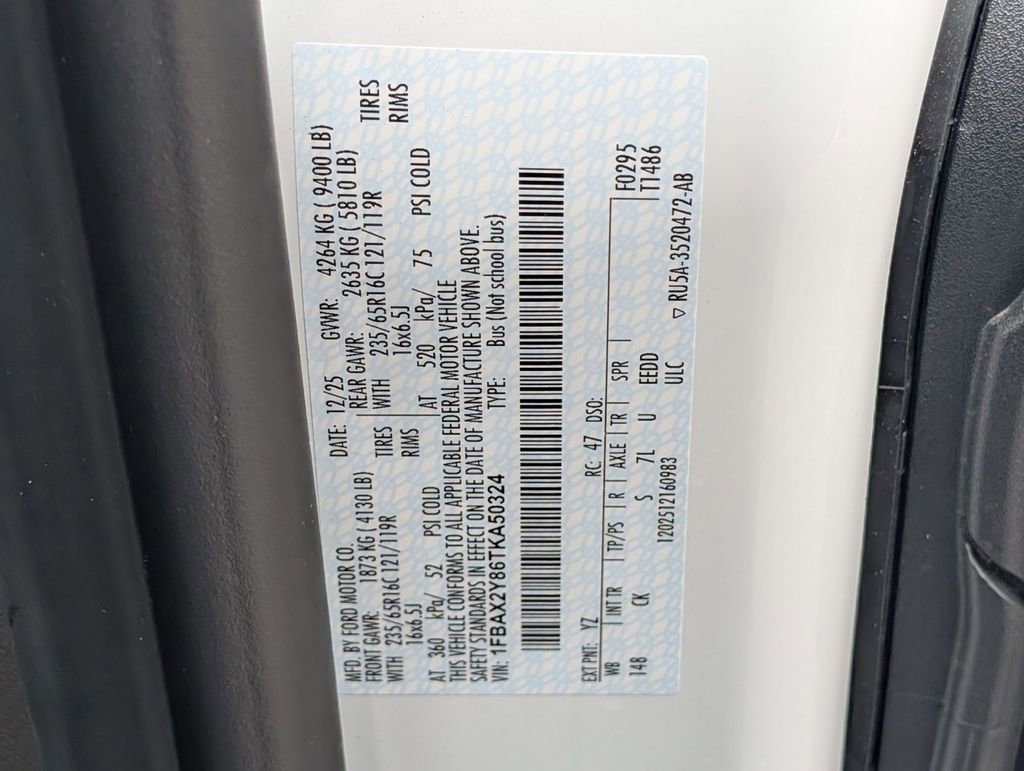 MFD. BY FORD MOTOR CO. DATE: 12/25 GVWR: 4264 KG ( 9400 LB)
FRONT GAWR: 1873 KG ( 4130 LB) REAR GAWR: 2635 KG ( 5810 LB)
WITH 235/65R16C 121/119R TIRES WITH 235/65R16C 121/119R TIRES
16x6.5J RIMS 16x6.5J RIMS
AT 360 kPa/ 52 PSI COLD AT 520 kPa/ 75 PSI COLD
THIS VEHICLE CONFORMS TO ALL APPLICABLE FEDERAL MOTOR VEHICLE
SAFETY STANDARDS IN EFFECT ON THE DATE OF MANUFACTURE SHOWN ABOVE.
VIN: 1FBAX2Y86TKA50324 TYPE: Bus (Not school bus)
EXT PNT: YZ RC: 47 DSO: F0295
WB INT TR TP/PS R AXLE TR SPR T1486
148 CK S 7L U EEDD
1202512160983 ULC ▽ RU5A-3520472-AB